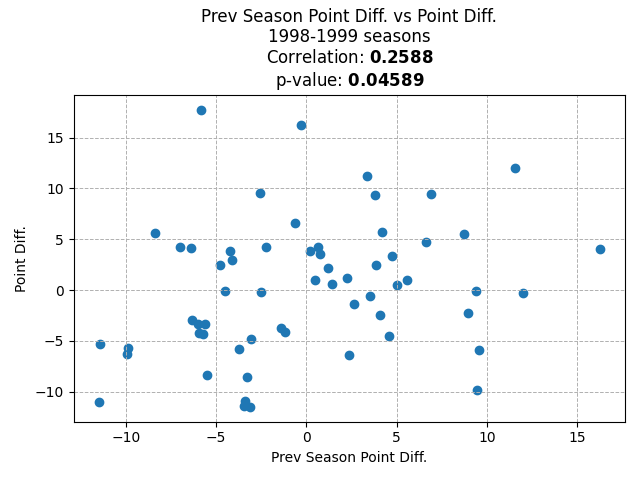 Prev Season Point Diff. vs Point Diff.
1998-1999 seasons
Correlation: 0.2588
p-value: 0.04589
15
10
5
0
−5
−10
Point Diff.
−10
−5
0
5
10
15
Prev Season Point Diff.